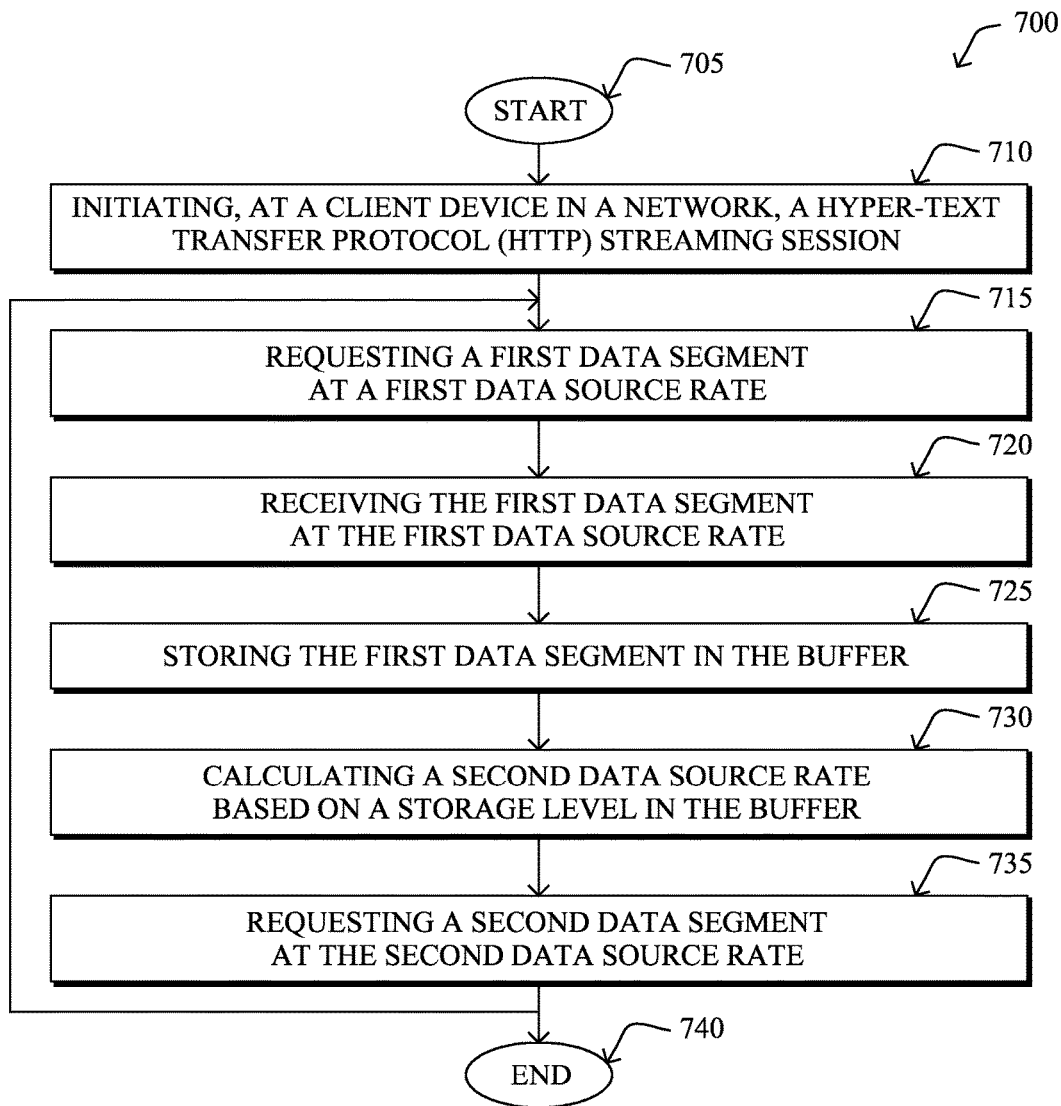 700
705
START
710
INITIATING, AT A CLIENT DEVICE IN A NETWORK, A HYPER-TEXT
TRANSFER PROTOCOL (HTTP) STREAMING SESSION
715
REQUESTING A FIRST DATA SEGMENT
AT A FIRST DATA SOURCE RATE
720
RECEIVING THE FIRST DATA SEGMENT
AT THE FIRST DATA SOURCE RATE
725
STORING THE FIRST DATA SEGMENT IN THE BUFFER
730
CALCULATING A SECOND DATA SOURCE RATE
BASED ON A STORAGE LEVEL IN THE BUFFER
735
REQUESTING A SECOND DATA SEGMENT
AT THE SECOND DATA SOURCE RATE
740
END